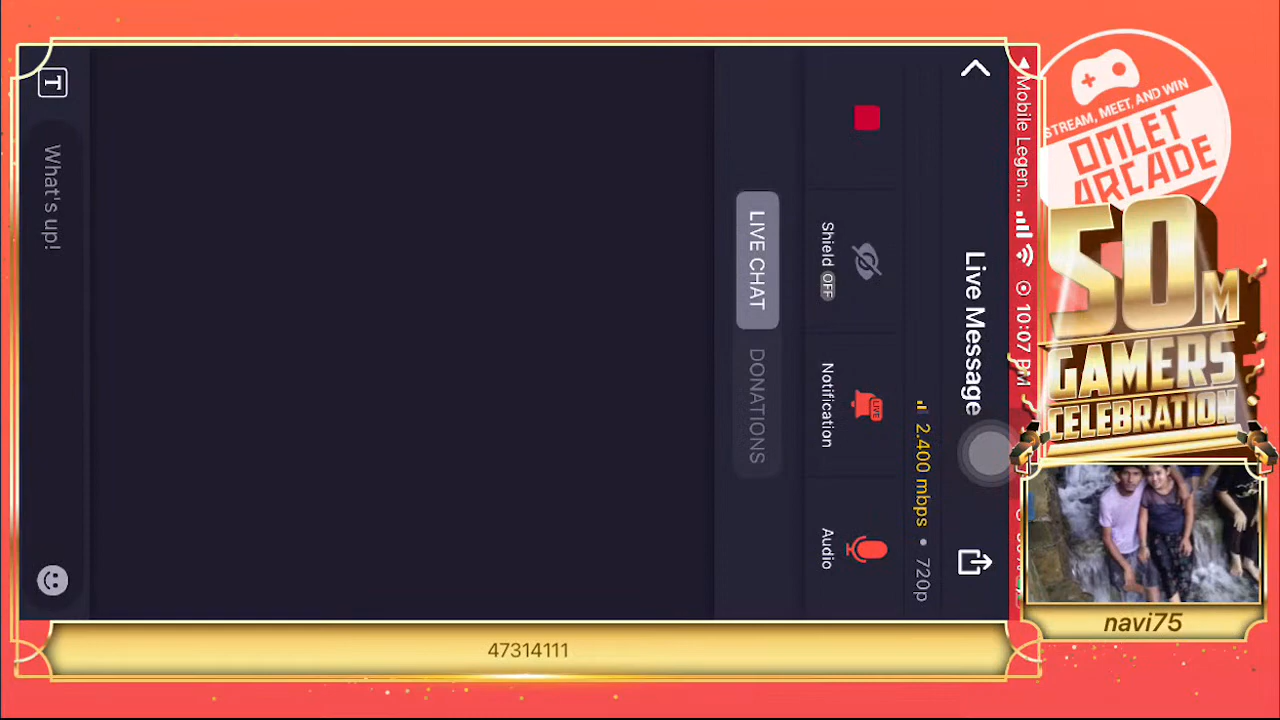 Mobile Legen... 10:07 PM
Live Message
2.400 mbps • 720p
Shield OFF
Notification
LIVE
Audio
LIVE CHAT
DONATIONS
T
What's up!
STREAM, MEET, AND WIN
OMLET
ARCADE
50M
GAMERS
CELEBRATION
navi75
47314111